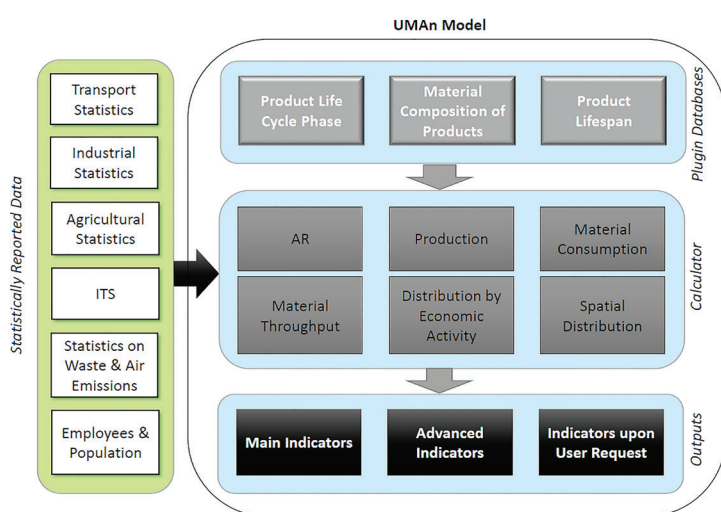 UMAn Model
Statistically Reported Data
Transport
Statistics
Industrial
Statistics
Agricultural
Statistics
ITS
Statistics on
Waste & Air
Emissions
Employees &
Population
Product Life
Cycle Phase
Material
Composition of
Products
Product
Lifespan
Plugin Databases
AR
Production
Material
Consumption
Material
Throughput
Distribution by
Economic
Activity
Spatial
Distribution
Calculator
Main Indicators
Advanced
Indicators
Indicators upon
User Request
Outputs